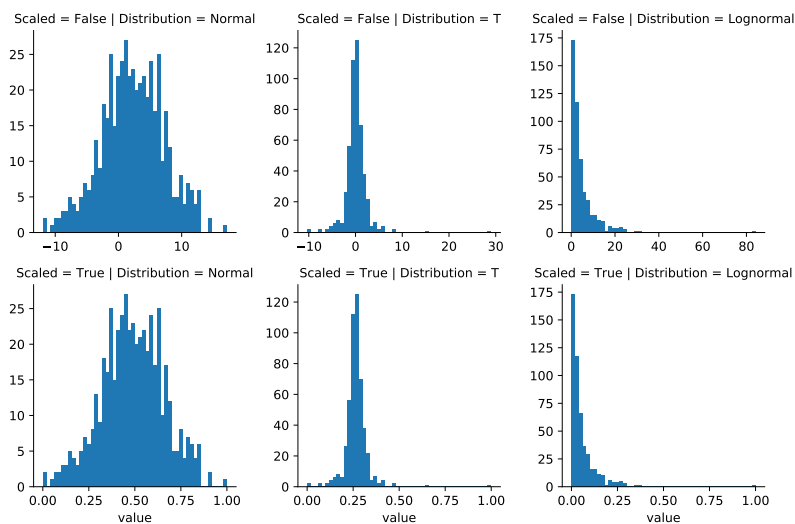 Scaled = False | Distribution = Normal
Scaled = False | Distribution = T
Scaled = False | Distribution = Lognormal
25
20
15
10
5
0
−10 0 10
120
100
80
60
40
20
0
−10 0 10 20 30
175
150
125
100
75
50
25
0
0 20 40 60 80
Scaled = True | Distribution = Normal
Scaled = True | Distribution = T
Scaled = True | Distribution = Lognormal
25
20
15
10
5
0
0.00 0.25 0.50 0.75 1.00
value
120
100
80
60
40
20
0
0.00 0.25 0.50 0.75 1.00
value
175
150
125
100
75
50
25
0
0.00 0.25 0.50 0.75 1.00
value